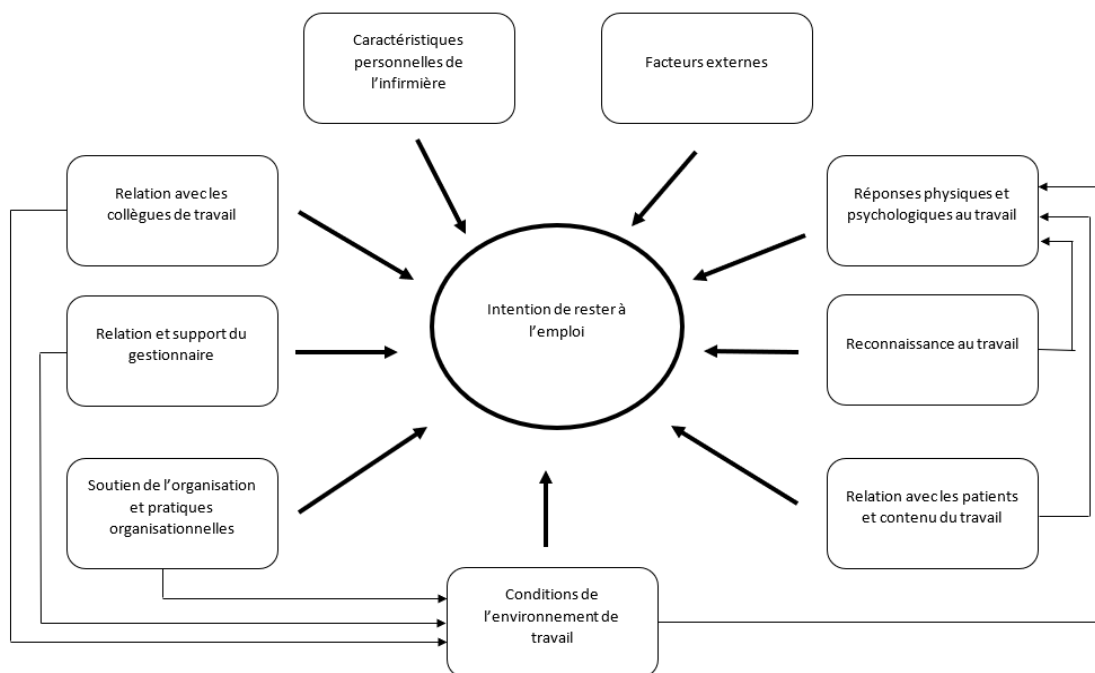 Caractéristiques
personnelles de
l’infirmière
Facteurs externes
Relation avec les
collègues de travail
Réponses physiques et
psychologiques au travail
Intention de rester à
l’emploi
Relation et support du
gestionnaire
Reconnaissance au travail
Soutien de l’organisation
et pratiques
organisationnelles
Relation avec les patients
et contenu du travail
Conditions de
l’environnement de
travail